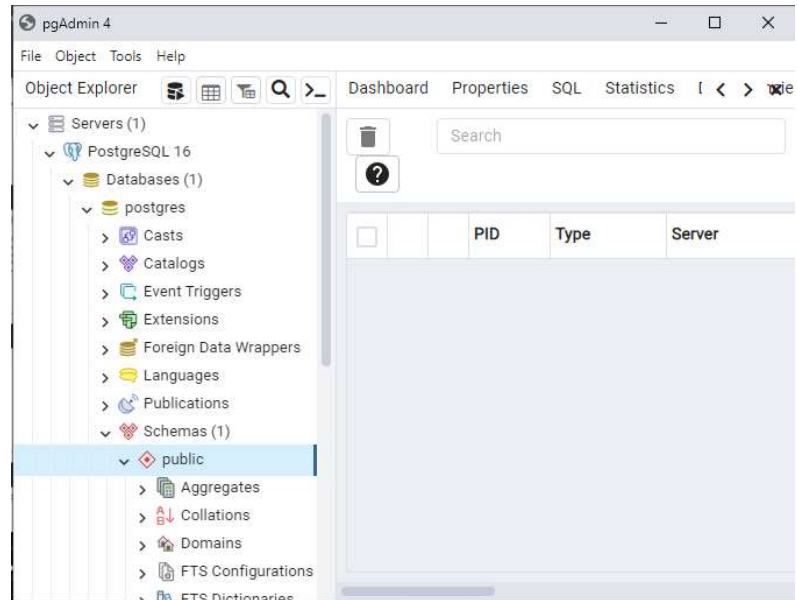 pgAdmin 4
File Object Tools Help
Object Explorer
Dashboard Properties SQL Statistics
Servers (1)
PostgreSQL 16
Databases (1)
postgres
Casts
Catalogs
Event Triggers
Extensions
Foreign Data Wrappers
Languages
Publications
Schemas (1)
public
Aggregates
Collations
Domains
FTS Configurations
FTS Dictionaries
Search
PID Type Server